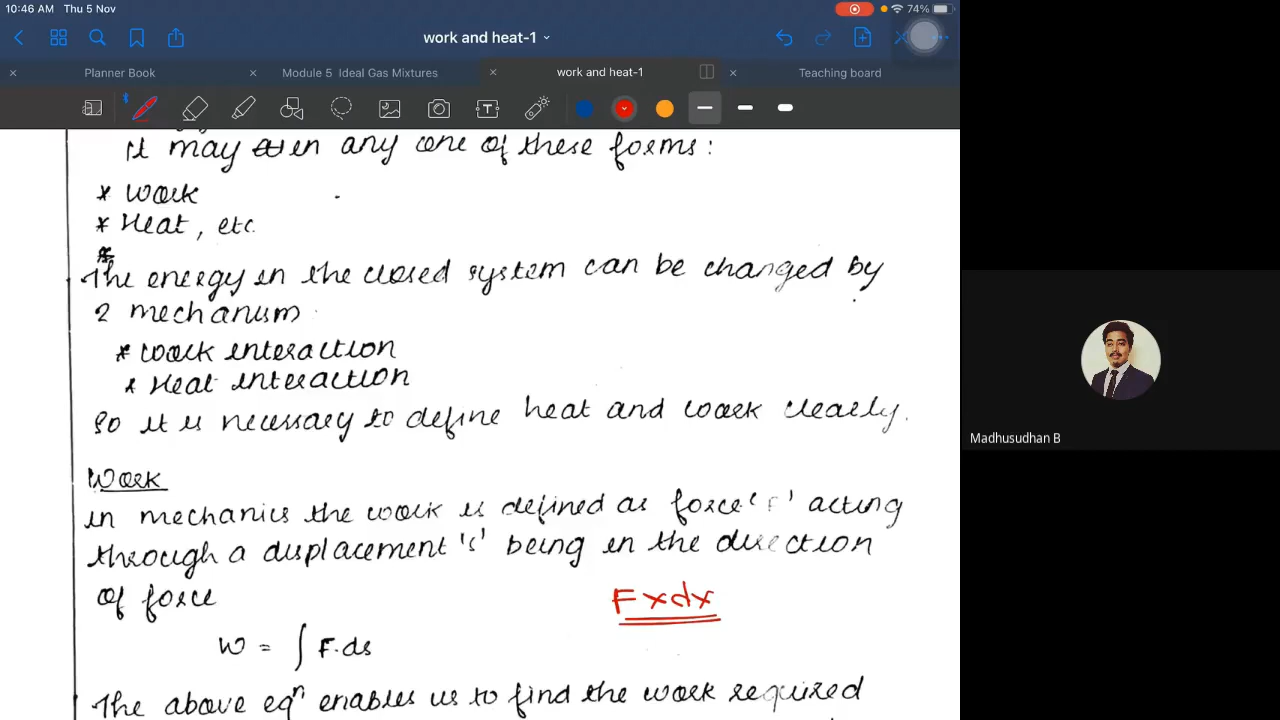 10:46 AM Thu 5 Nov
74%
work and heat-1
Planner Book
Module 5 Ideal Gas Mixtures
work and heat-1
Teaching board
It may in any one of these forms:
* Work
* Heat, etc
The energy in the closed system can be changed by
2 mechanism
* Work interaction
* Heat interaction
So it is necessary to define heat and work clearly.
Work
In mechanics the work is defined as force 'F' acting
through a displacement 's' being in the direction
of force
F x dx
W = ∫ F.ds
The above eqⁿ enables us to find the work required
Madhusudhan B